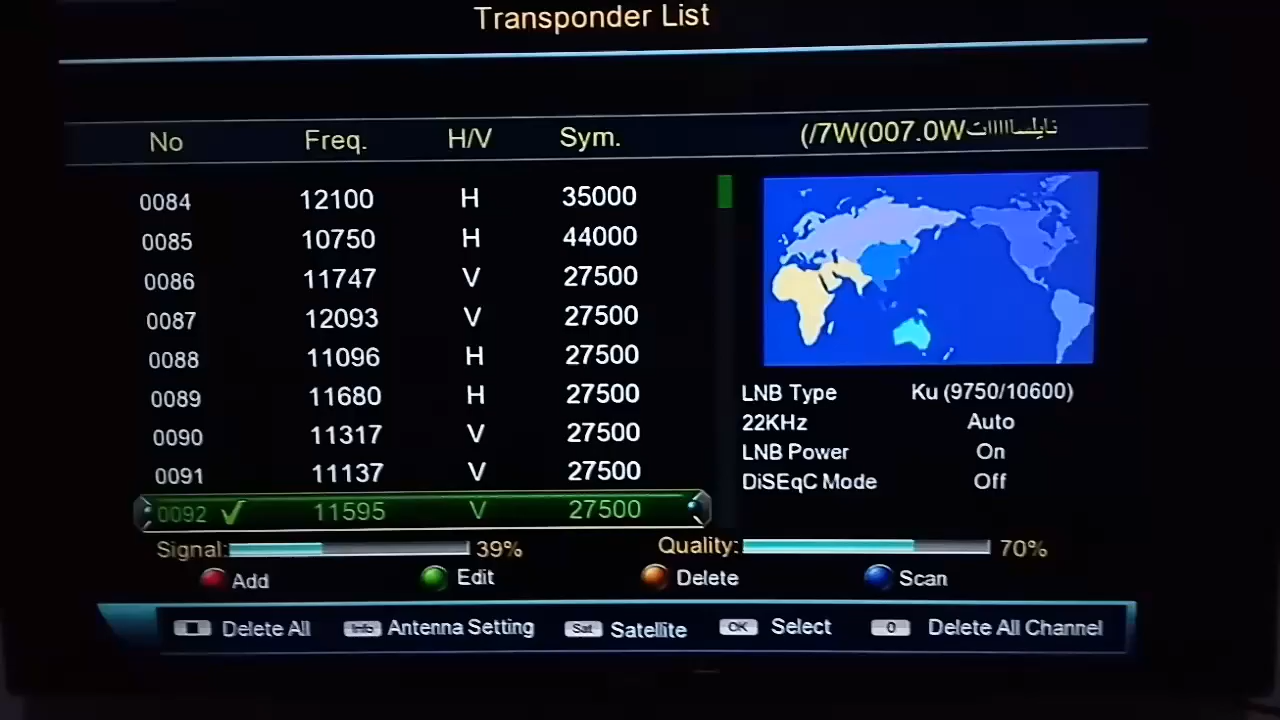 Transponder List
No Freq. H/V Sym. (/7W(007.0Wنايلساااااات
0084 12100 H 35000
0085 10750 H 44000
0086 11747 V 27500
0087 12093 V 27500
0088 11096 H 27500
0089 11680 H 27500
0090 11317 V 27500
0091 11137 V 27500
0092 11595 V 27500
LNB Type Ku (9750/10600)
22KHz Auto
LNB Power On
DiSEqC Mode Off
Signal: 39% Quality: 70%
Add Edit Delete Scan
Delete All Info Antenna Setting Sat Satellite OK Select 0 Delete All Channel